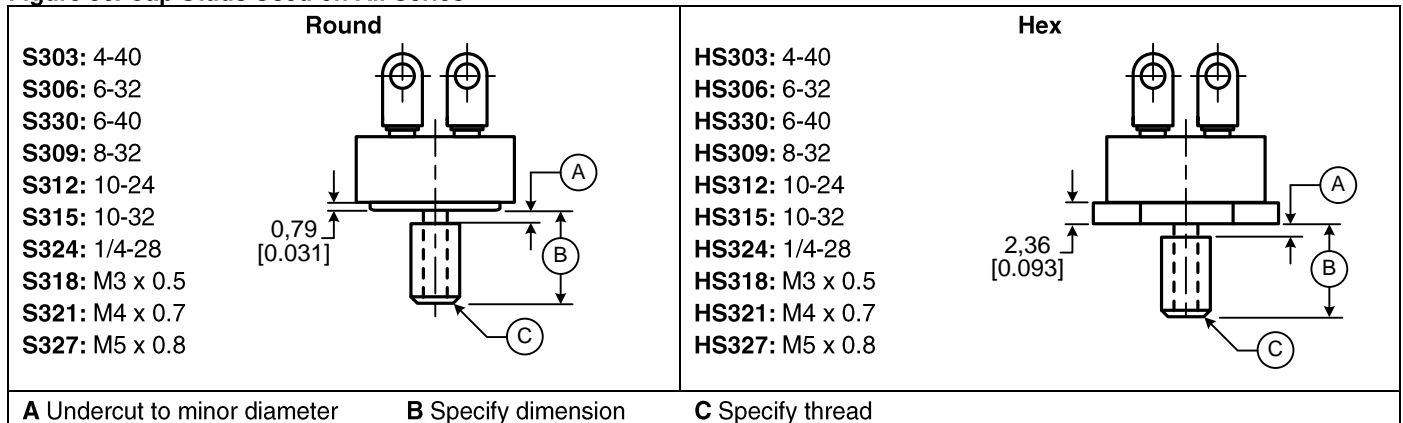 Round
S303: 4-40
S306: 6-32
S330: 6-40
S309: 8-32
S312: 10-24
S315: 10-32
S324: 1/4-28
S318: M3 x 0.5
S321: M4 x 0.7
S327: M5 x 0.8
0,79
[0.031]
A
B
C
Hex
HS303: 4-40
HS306: 6-32
HS330: 6-40
HS309: 8-32
HS312: 10-24
HS315: 10-32
HS324: 1/4-28
HS318: M3 x 0.5
HS321: M4 x 0.7
HS327: M5 x 0.8
2,36
[0.093]
A
B
C
A Undercut to minor diameter B Specify dimension C Specify thread